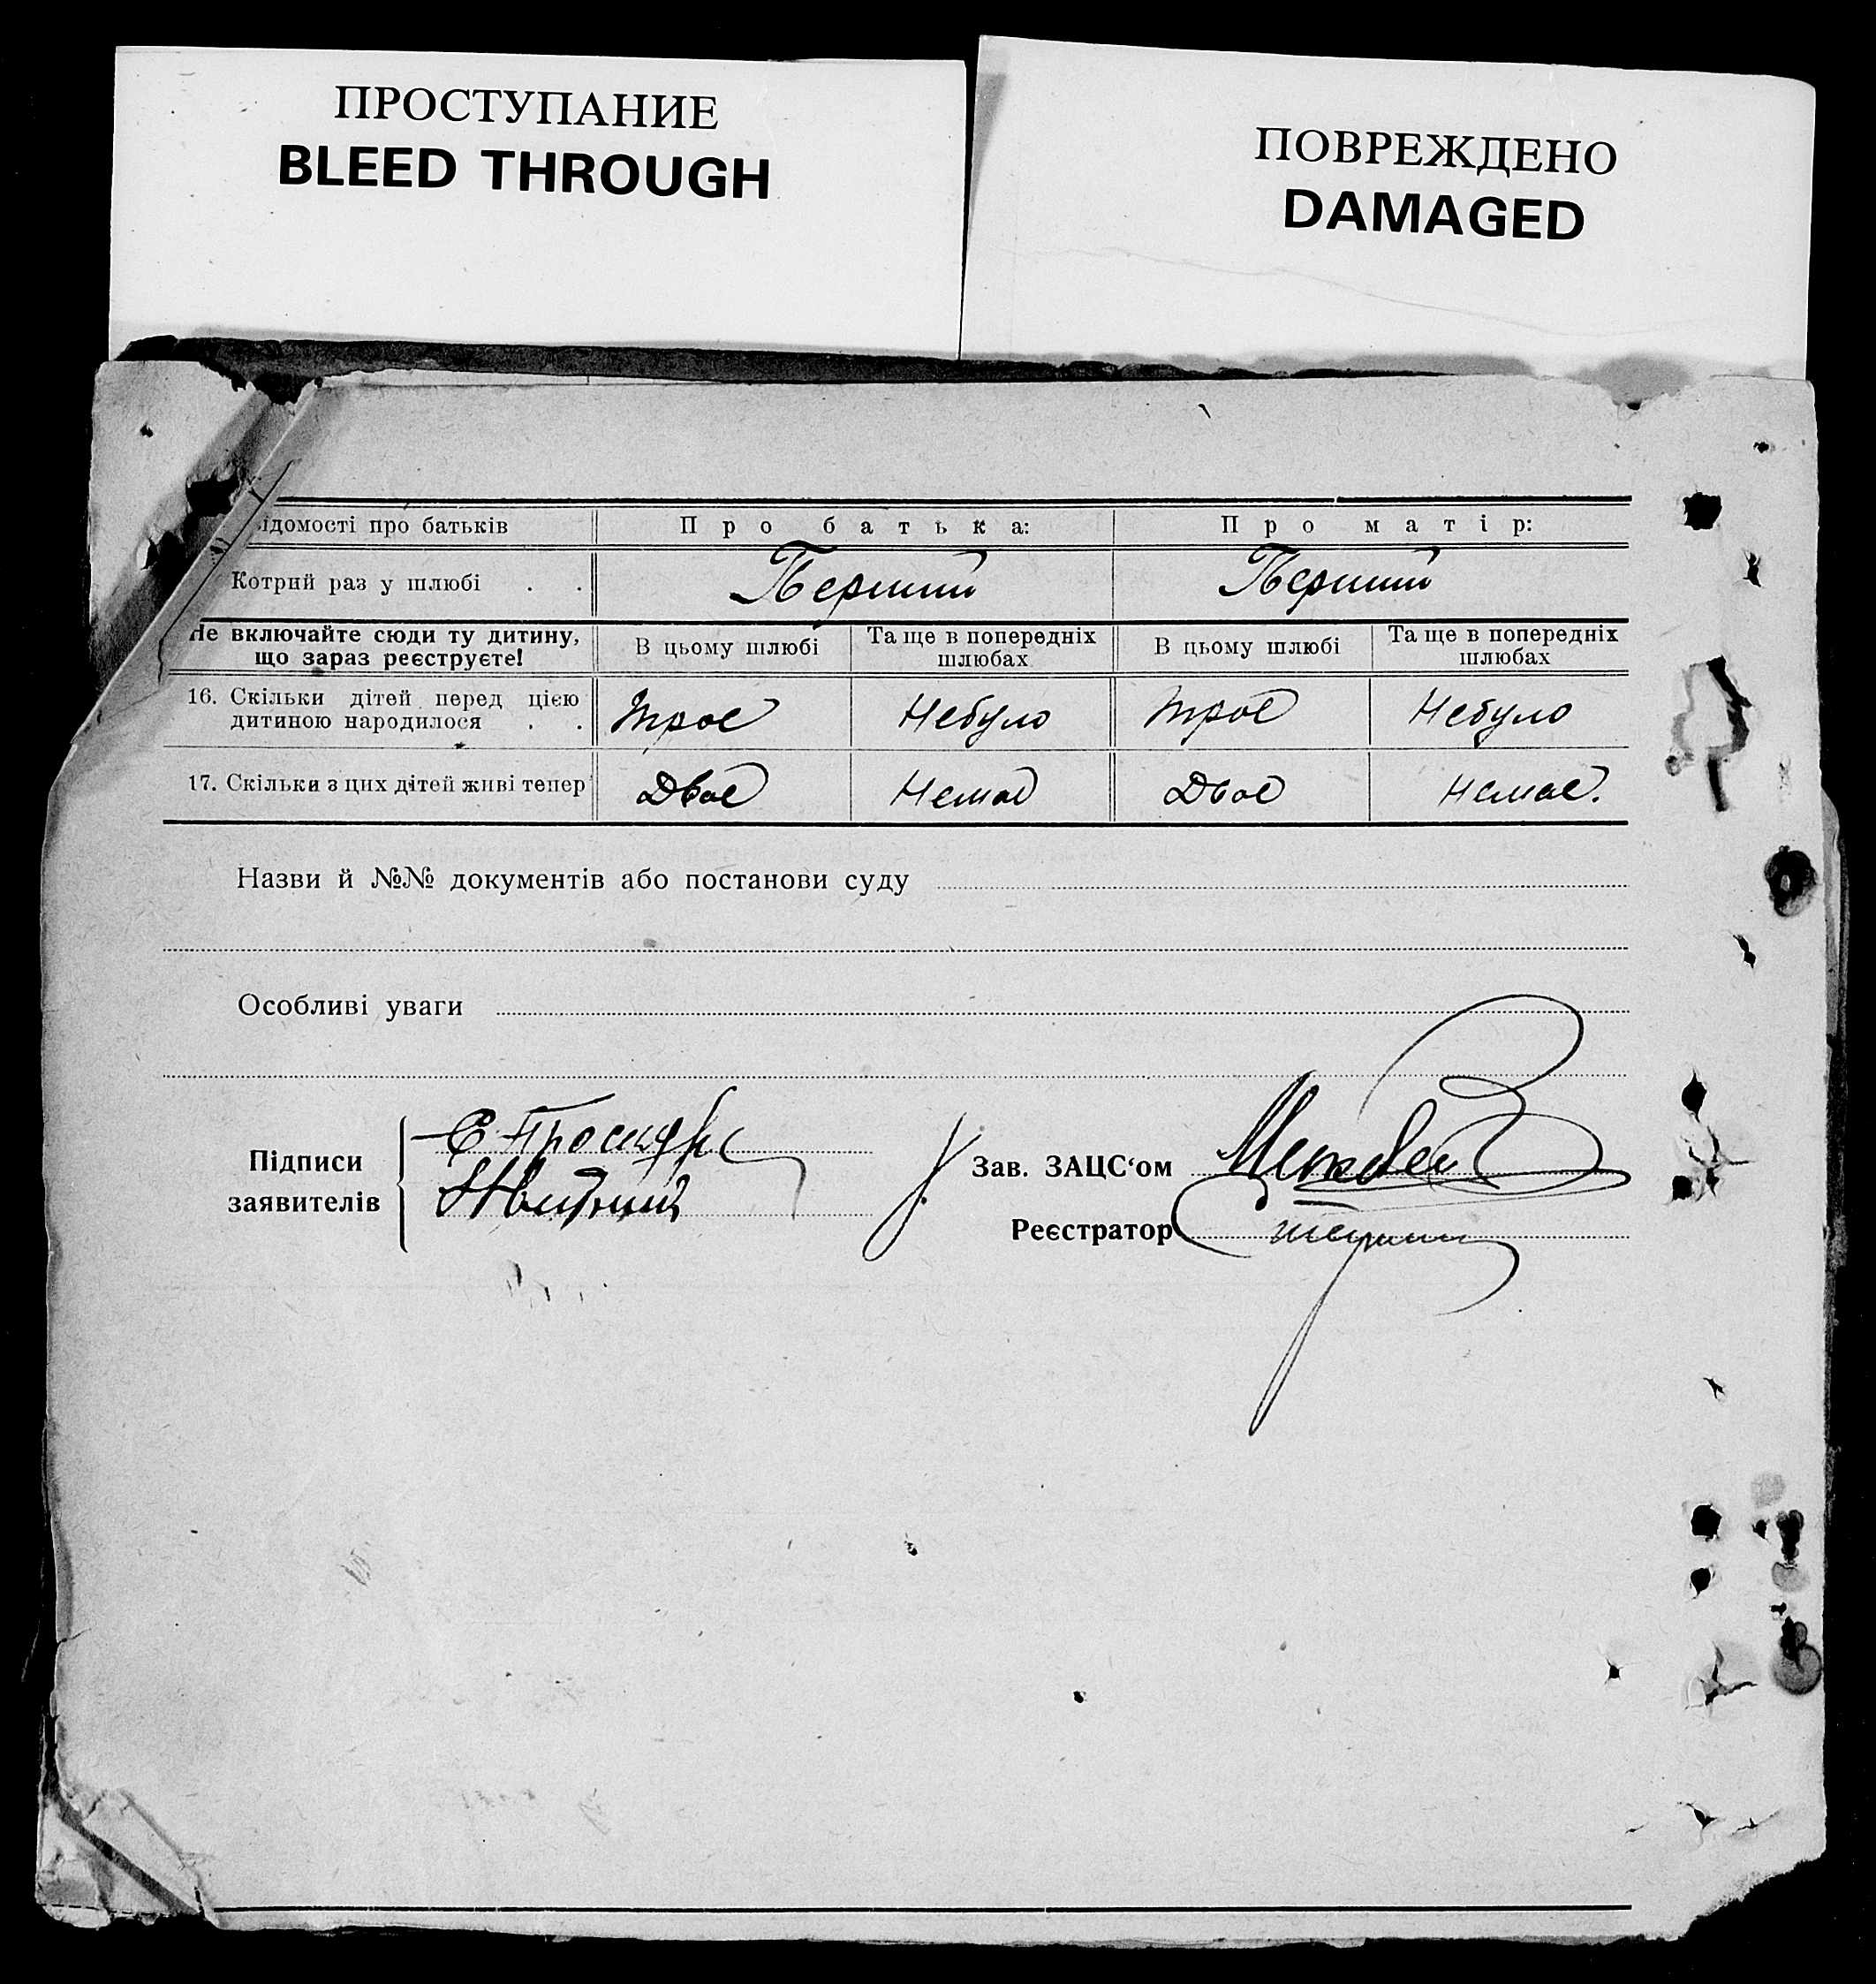 ПРОСТУПАНИЕ
BLEED THROUGH
ПОВРЕЖДЕНО
DAMAGED
ідомості про батьків Про батька: Про матір:
Котрий раз у шлюбі . . Перший Перший
Не включайте сюди ту дитину, що зараз реєструєте! В цьому шлюбі Та ще в попередніх шлюбах В цьому шлюбі Та ще в попередніх шлюбах
16. Скільки дітей перед цією дитиною народилося . . Троє Небуло Троє Небуло
17. Скільки з цих дітей живі тепер Двоє Немає Двоє Немає.
Назви й №№ документів або постанови суду
Особливі уваги
Підписи заявителів
Зав. ЗАЦС‘ом
Реєстратор